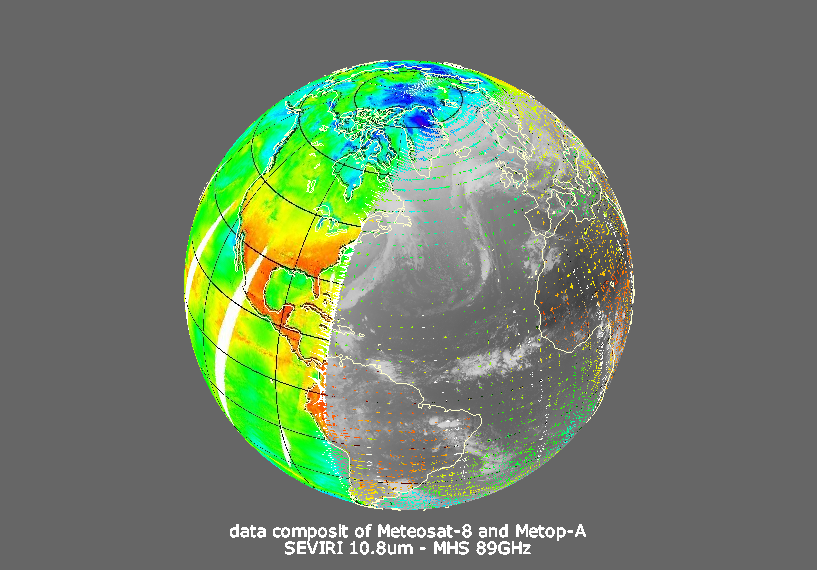 data composit of Meteosat-8 and Metop-A
SEVIRI 10.8um - MHS 89GHz